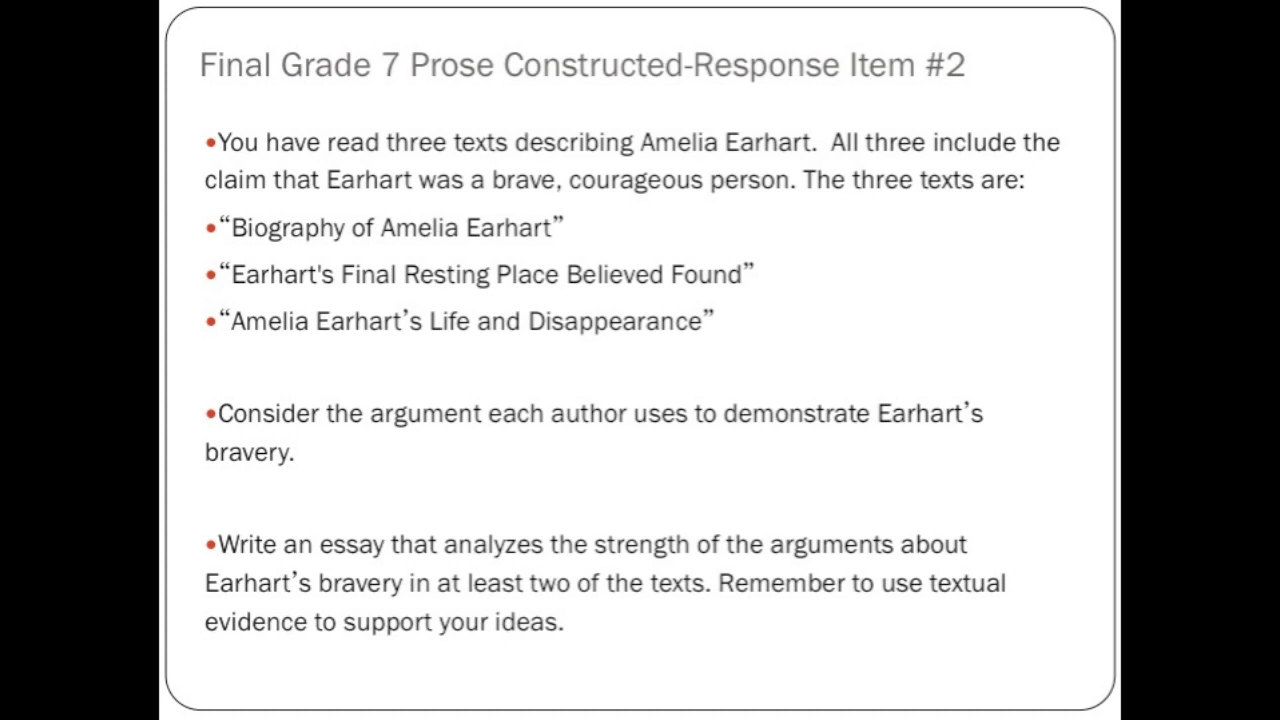 Final Grade 7 Prose Constructed-Response Item #2
•You have read three texts describing Amelia Earhart.  All three include the
claim that Earhart was a brave, courageous person. The three texts are:
•“Biography of Amelia Earhart”
•“Earhart's Final Resting Place Believed Found”
•“Amelia Earhart’s Life and Disappearance”
•Consider the argument each author uses to demonstrate Earhart’s
bravery.
•Write an essay that analyzes the strength of the arguments about
Earhart’s bravery in at least two of the texts. Remember to use textual
evidence to support your ideas.